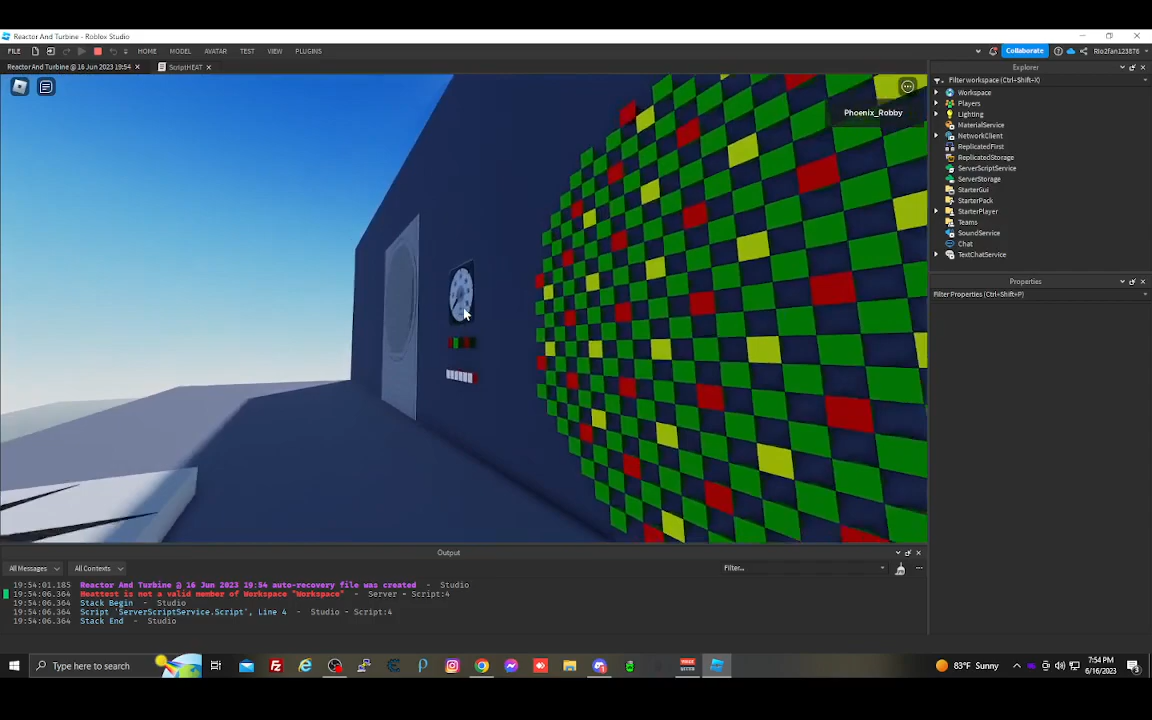 Reactor And Turbine - Roblox Studio
FILE HOME MODEL AVATAR TEST VIEW PLUGINS Collaborate Rio2fan123876
Reactor And Turbine @ 16 Jun 2023 19:54 × ScriptHEAT ×
Explorer
Filter workspace (Ctrl+Shift+X)
Workspace
Players
Lighting
MaterialService
NetworkClient
ReplicatedFirst
ReplicatedStorage
ServerScriptService
ServerStorage
StarterGui
StarterPack
StarterPlayer
Teams
SoundService
Chat
TextChatService
Properties
Filter Properties (Ctrl+Shift+P)
Phoenix_Robby
Output
All Messages All Contexts Filter...
19:54:01.185 Reactor And Turbine @ 16 Jun 2023 19:54 auto-recovery file was created - Studio
19:54:06.364 Heattest is not a valid member of Workspace "Workspace" - Server - Script:4
19:54:06.364 Stack Begin - Studio
19:54:06.364 Script 'ServerScriptService.Script', Line 4 - Studio - Script:4
19:54:06.364 Stack End - Studio
Type here to search
83°F Sunny
7:54 PM
6/16/2023